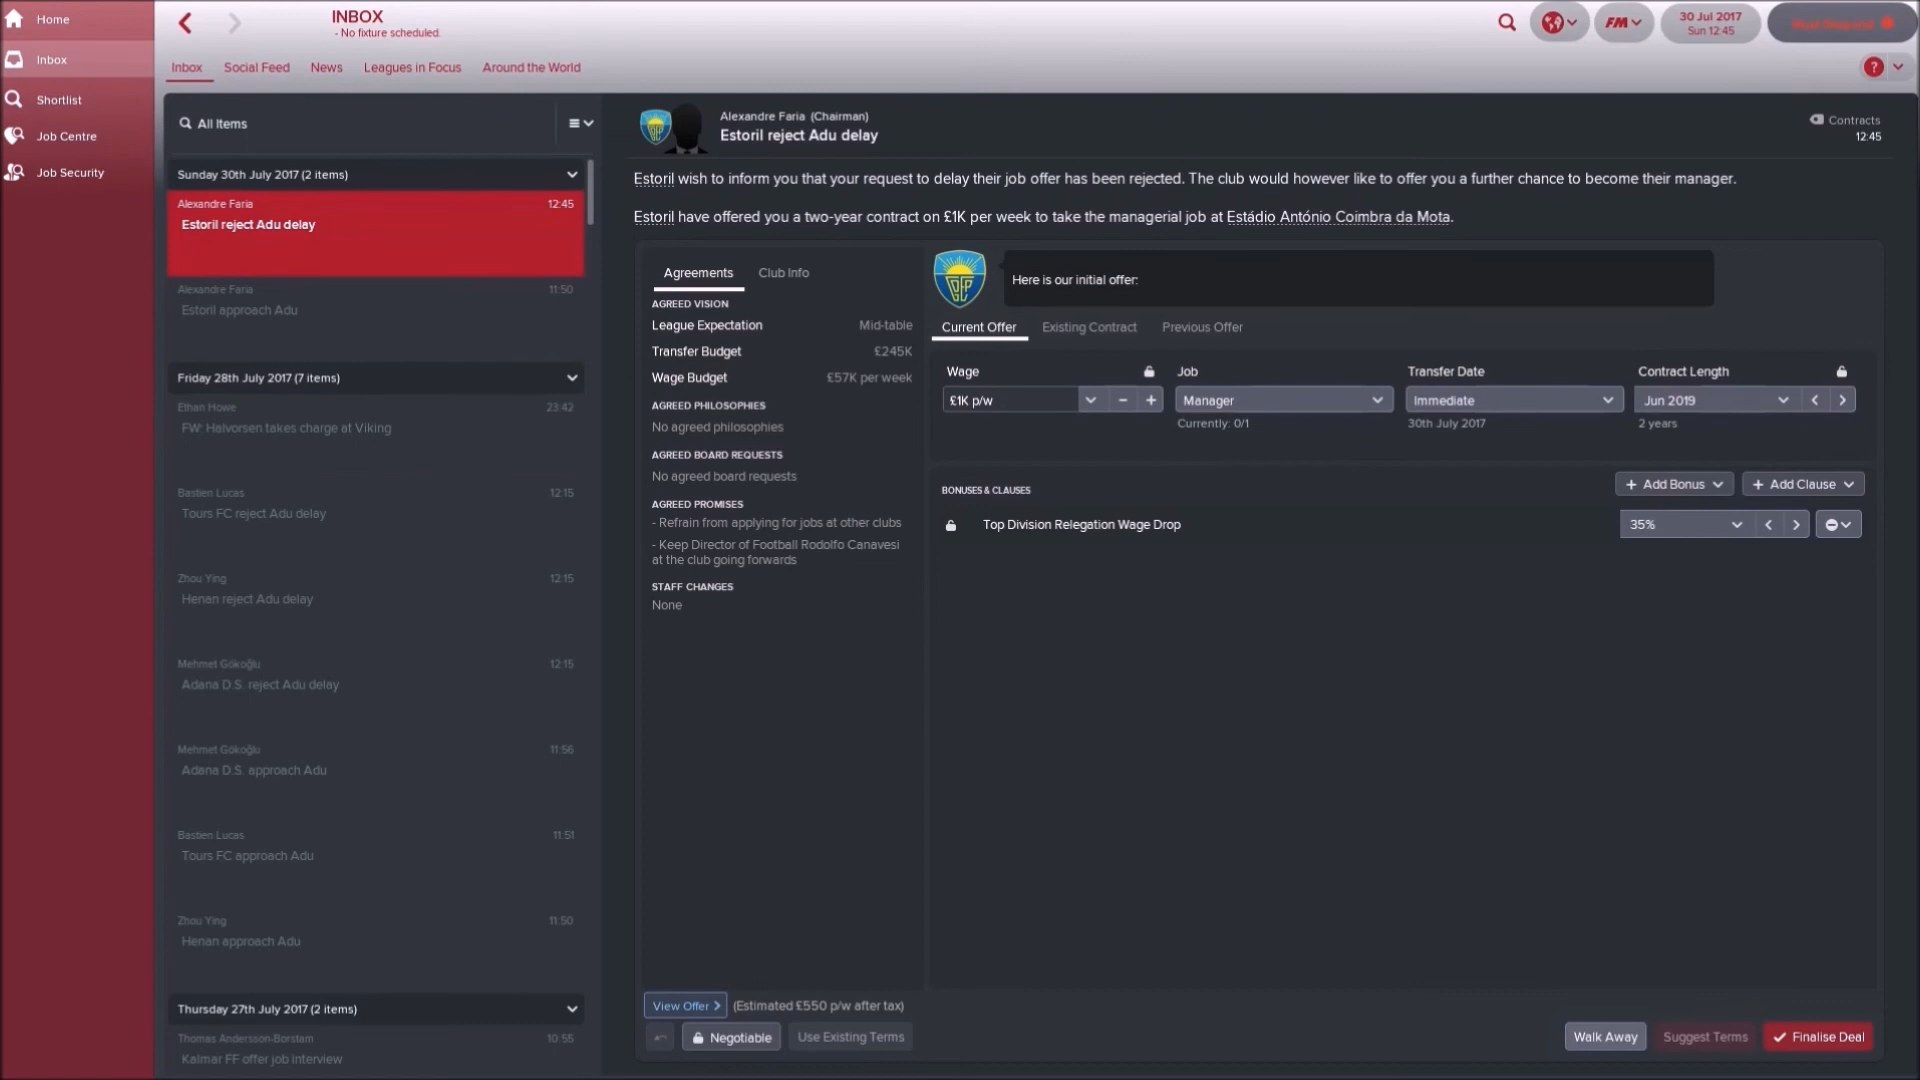 Home
Inbox
Shortlist
Job Centre
Job Security
INBOX
- No fixture scheduled.
FM
30 Jul 2017
Sun 12:45
Inbox
Social Feed
News
Leagues in Focus
Around the World
?
All Items
Sunday 30th July 2017 (2 items)
Alexandre Faria
12:45
Estoril reject Adu delay
Alexandre Faria
11:50
Estoril approach Adu
Friday 28th July 2017 (7 items)
Ethan Howe
23:42
FW: Halvorsen takes charge at Viking
Bastien Lucas
12:15
Tours FC reject Adu delay
Zhou Ying
12:15
Henan reject Adu delay
Mehmet Gökoğlu
12:15
Adana D.S. reject Adu delay
Mehmet Gökoğlu
11:56
Adana D.S. approach Adu
Bastien Lucas
11:51
Tours FC approach Adu
Zhou Ying
11:50
Henan approach Adu
Thursday 27th July 2017 (2 items)
Thomas Andersson-Borstam
10:55
Kalmar FF offer job interview
Alexandre Faria (Chairman)
Estoril reject Adu delay
Contracts
12:45
Estoril wish to inform you that your request to delay their job offer has been rejected. The club would however like to offer you a further chance to become their manager.
Estoril have offered you a two-year contract on £1K per week to take the managerial job at Estádio António Coimbra da Mota.
Agreements
Club Info
AGREED VISION
League Expectation
Mid-table
Transfer Budget
£245K
Wage Budget
£57K per week
AGREED PHILOSOPHIES
No agreed philosophies
AGREED BOARD REQUESTS
No agreed board requests
AGREED PROMISES
- Refrain from applying for jobs at other clubs
- Keep Director of Football Rodolfo Canavesi
at the club going forwards
STAFF CHANGES
None
Here is our initial offer:
Current Offer
Existing Contract
Previous Offer
Wage
£1K p/w
Job
Manager
Currently: 0/1
Transfer Date
Immediate
30th July 2017
Contract Length
Jun 2019
2 years
BONUSES & CLAUSES
+ Add Bonus
+ Add Clause
Top Division Relegation Wage Drop
35%
View Offer >
(Estimated £550 p/w after tax)
Negotiable
Use Existing Terms
Walk Away
Suggest Terms
Finalise Deal